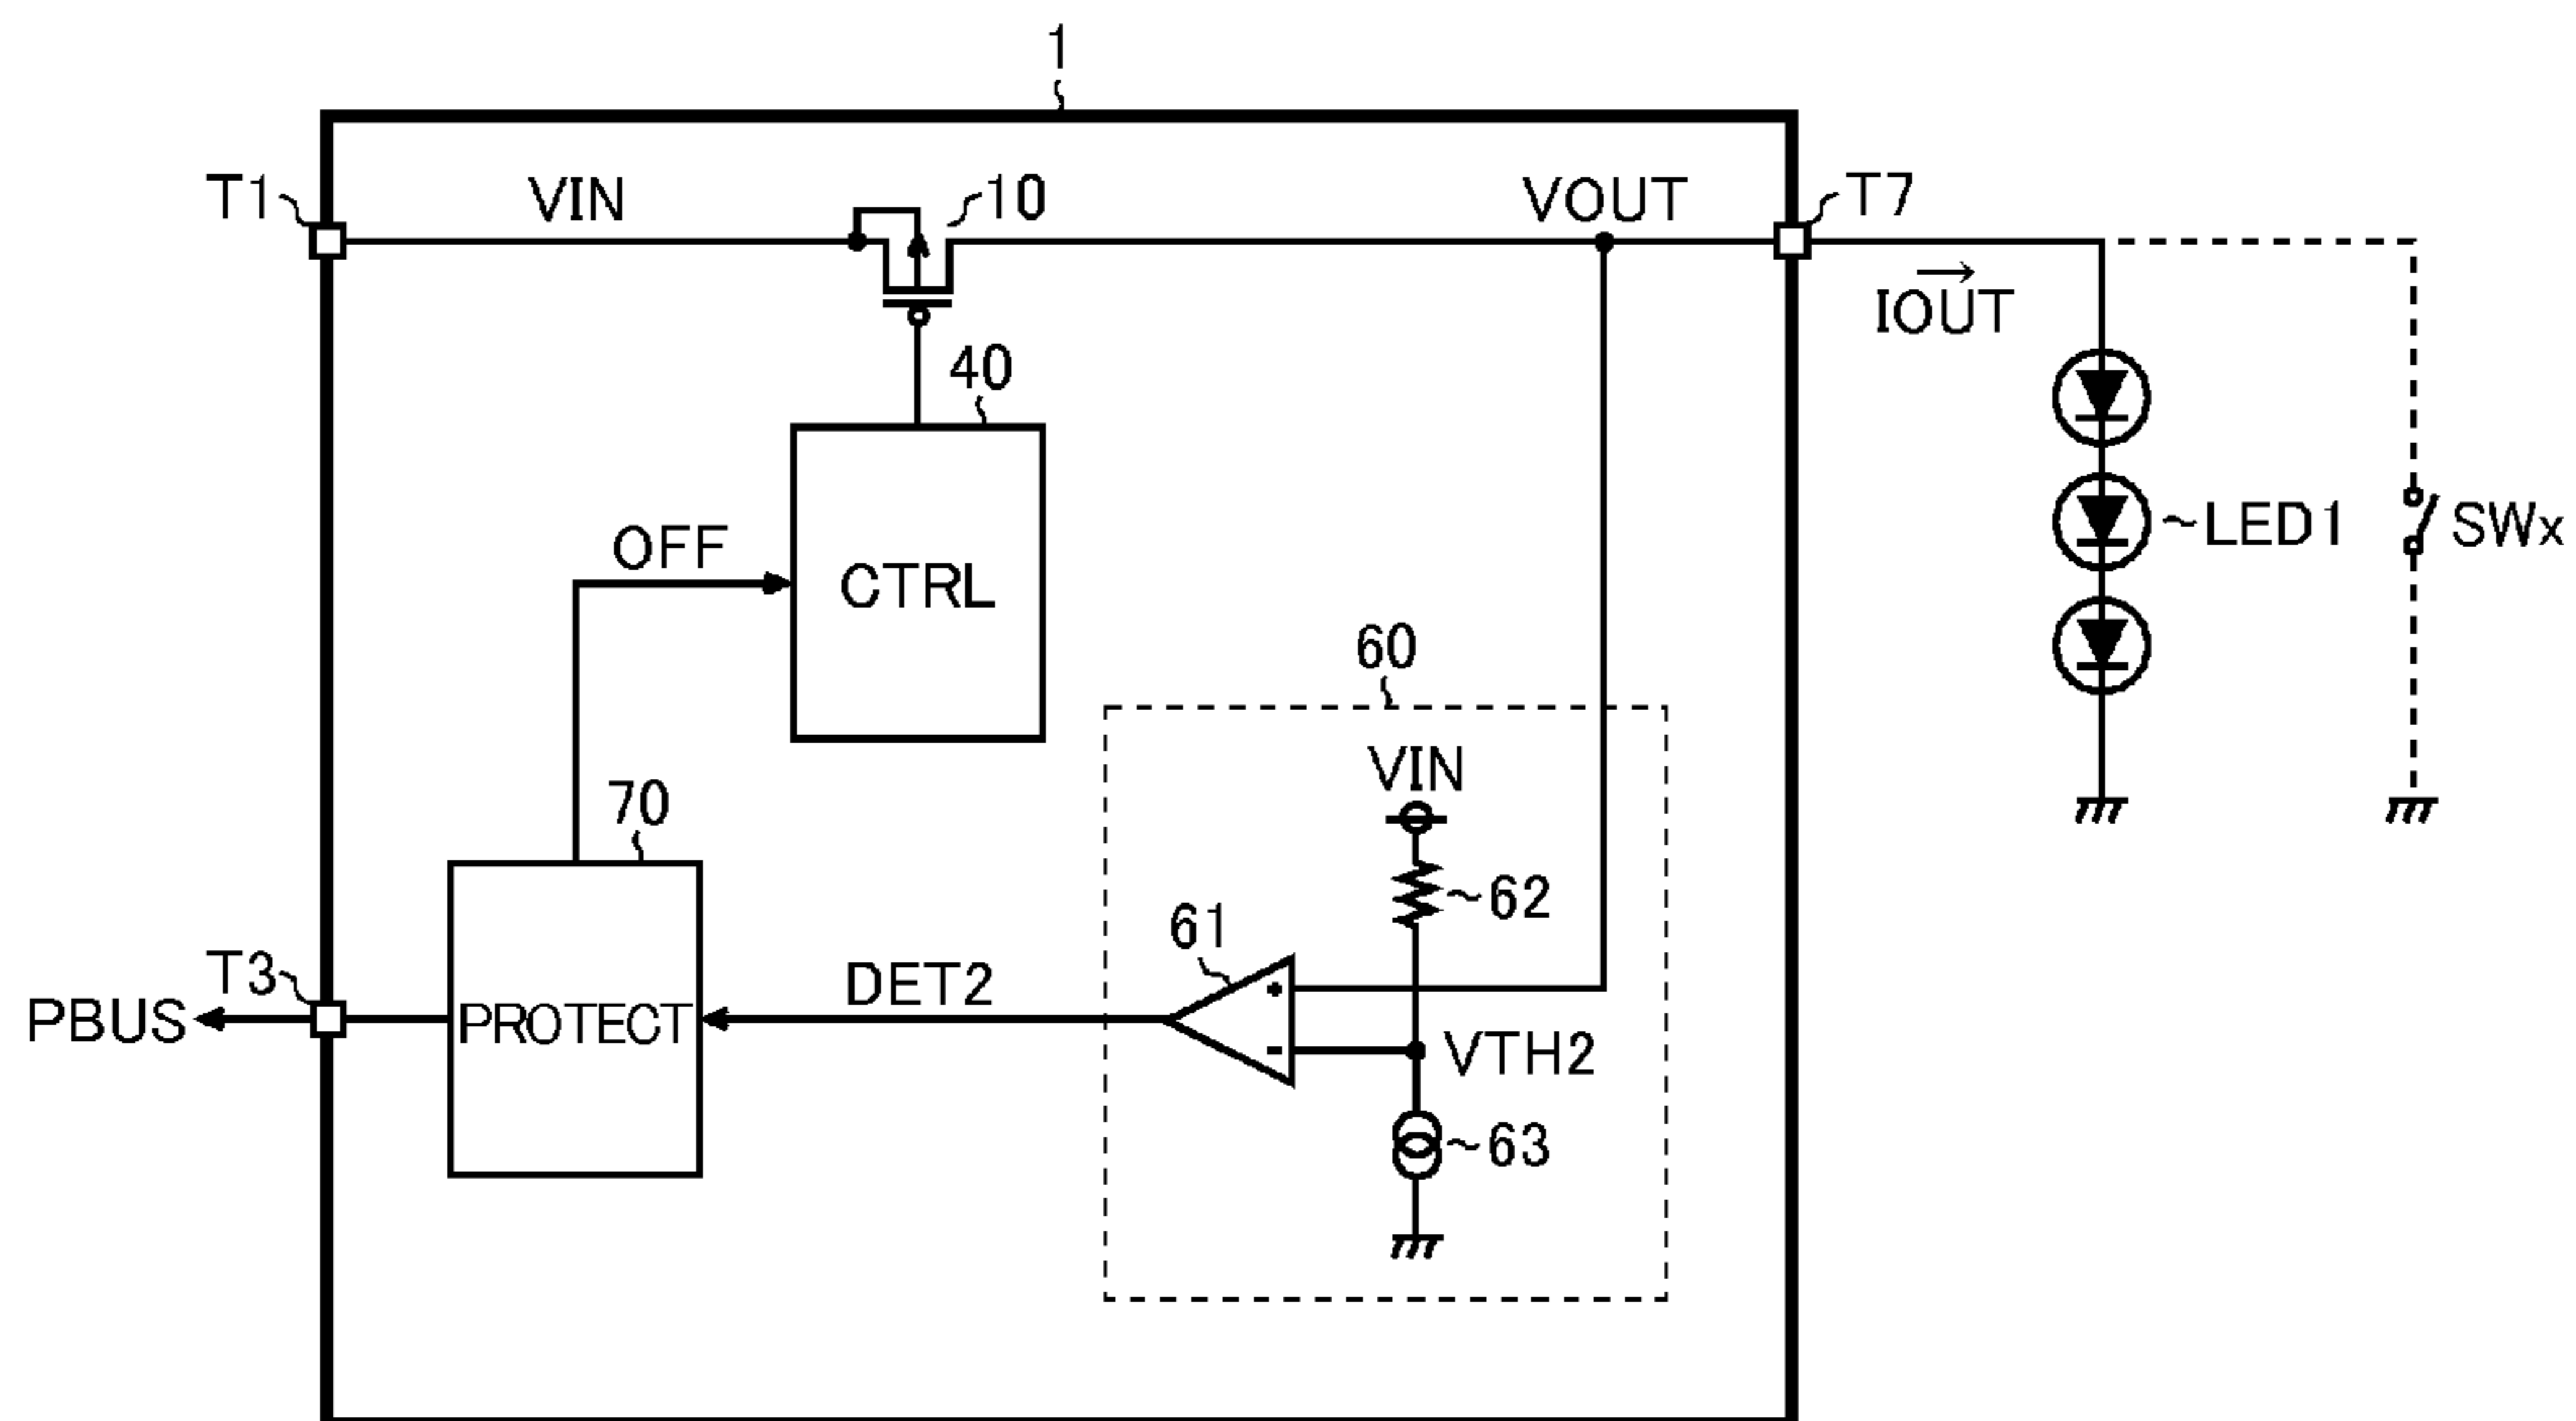 1
T1
VIN
10
VOUT
T7
IOUT
40
OFF
CTRL
~LED1
SWx
60
VIN
70
~62
61
T3
DET2
PBUS
PROTECT
+
-
VTH2
~63